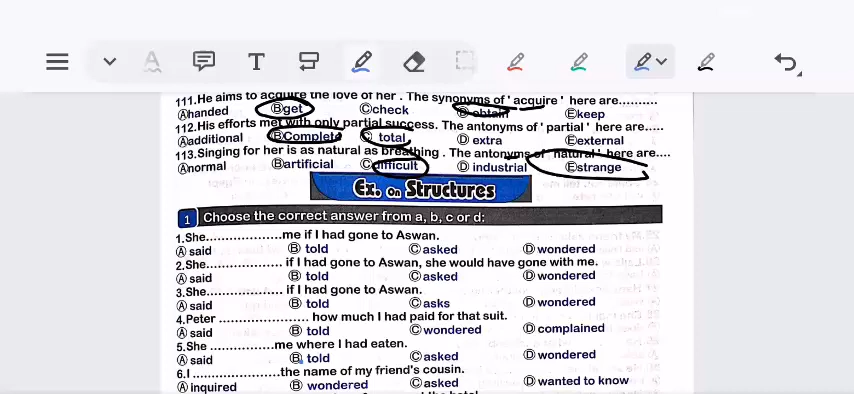 111.He aims to acquire the love of her . The synonyms of ' acquire ' here are..........
Ⓐhanded Ⓑget Ⓒcheck Ⓓ obtain Ⓔkeep
112.His efforts met with only partial success. The antonyms of ' partial ' here are.....
Ⓐadditional ⒷComplete Ⓒ total Ⓓ extra Ⓔexternal
113.Singing for her is as natural as breathing . The antonyms of ' natural ' here are....
Ⓐnormal Ⓑartificial Ⓒdifficult Ⓓ industrial Ⓔstrange
Ex. on Structures
1 Choose the correct answer from a, b, c or d:
1.She...................me if I had gone to Aswan.
Ⓐ said Ⓑ told Ⓒasked Ⓓ wondered
2.She................... if I had gone to Aswan, she would have gone with me.
Ⓐ said Ⓑ told Ⓒasked Ⓓ wondered
3.She................... if I had gone to Aswan.
Ⓐ said Ⓑ told Ⓒasks Ⓓ wondered
4.Peter ...................... how much I had paid for that suit.
Ⓐ said Ⓑ told Ⓒwondered Ⓓ complained
5.She .................me where I had eaten.
Ⓐ said Ⓑ told Ⓒasked Ⓓ wondered
6.I ......................the name of my friend's cousin.
Ⓐinquired Ⓑ wondered Ⓒasked Ⓓ wanted to know